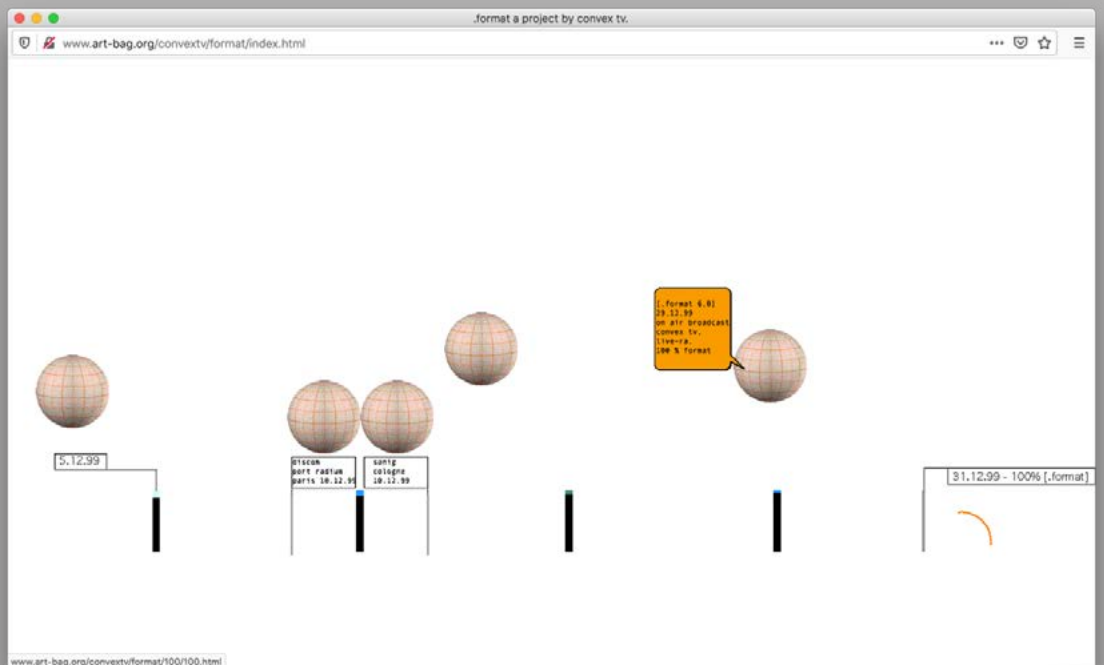 .format a project by convex tv.
www.art-bag.org/convextv/format/index.html
[.format 6.0]
29.12.99
on air broadcast
convex tv.
live-ra.
100 % format
5.12.99
discom
port radium
paris 10.12.99
sonig
cologne
10.12.99
31.12.99 - 100% [.format]
www.art-bag.org/convextv/format/100/100.html